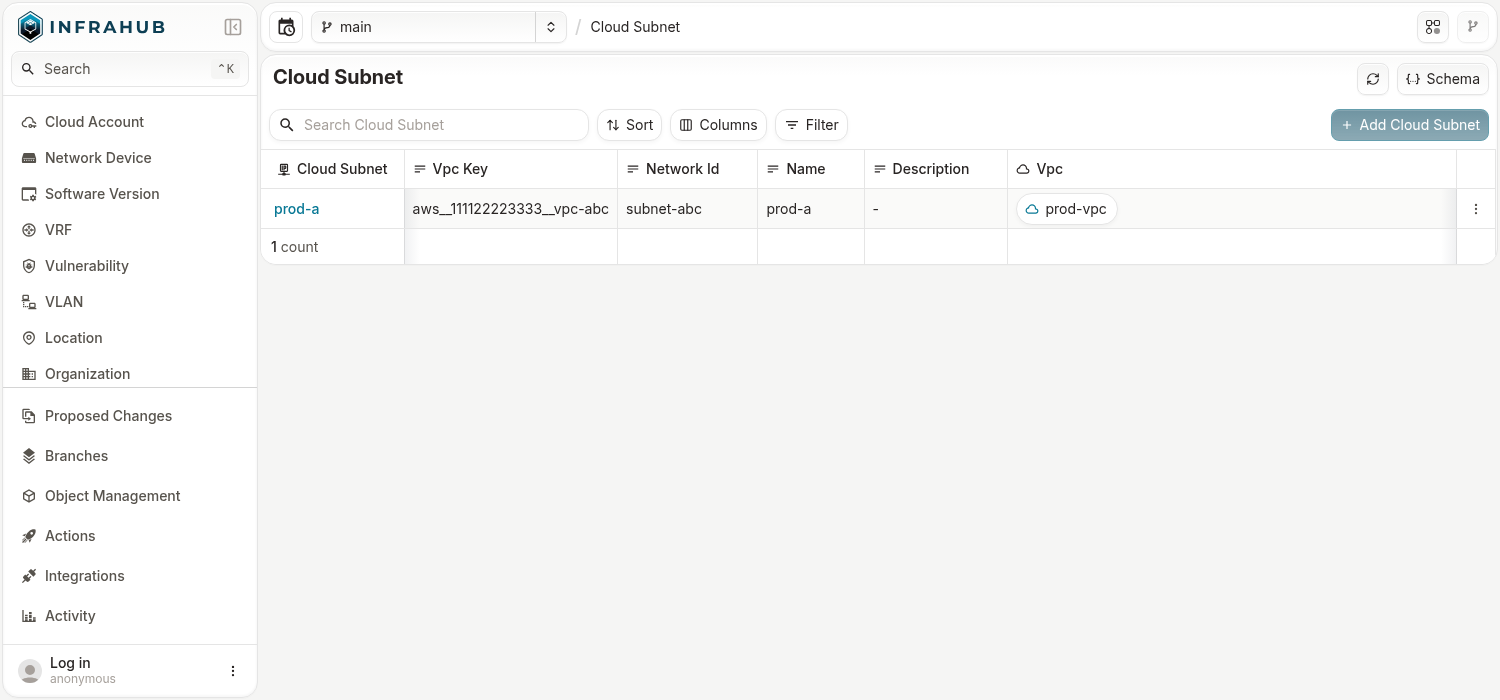 INFRAHUB
Search ⌃K
Cloud Account
Network Device
Software Version
VRF
Vulnerability
VLAN
Location
Organization
Proposed Changes
Branches
Object Management
Actions
Integrations
Activity
Log in
anonymous
main / Cloud Subnet
Cloud Subnet
{..} Schema
Search Cloud Subnet Sort Columns Filter + Add Cloud Subnet
Cloud Subnet Vpc Key Network Id Name Description Vpc
prod-a aws__111122223333__vpc-abc subnet-abc prod-a - prod-vpc
1 count